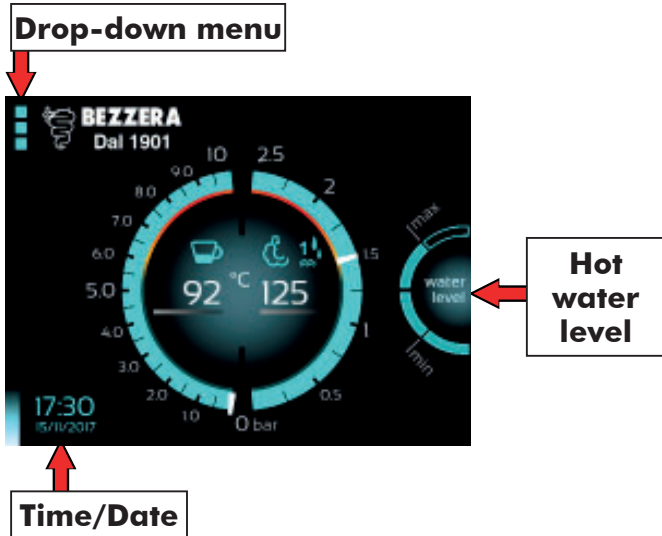 Drop-down menu
BEZZERA
Dal 1901
10
2.5
9.0
2
8.0
7.0
6.0
1.5
5.0
92 °C 125
1
4.0
3.0
2.0
0.5
1.0
0 bar
max
water
level
min
Hot
water
level
17:30
15/11/2017
Time/Date